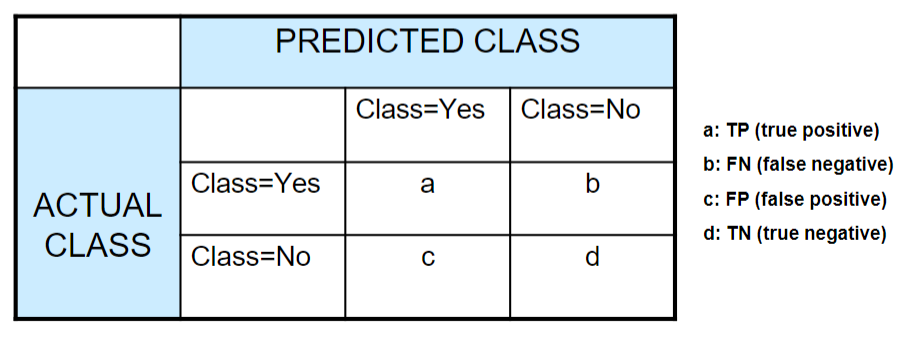 PREDICTED CLASS
Class=Yes Class=No
ACTUAL CLASS
Class=Yes a b
Class=No c d
a: TP (true positive)
b: FN (false negative)
c: FP (false positive)
d: TN (true negative)